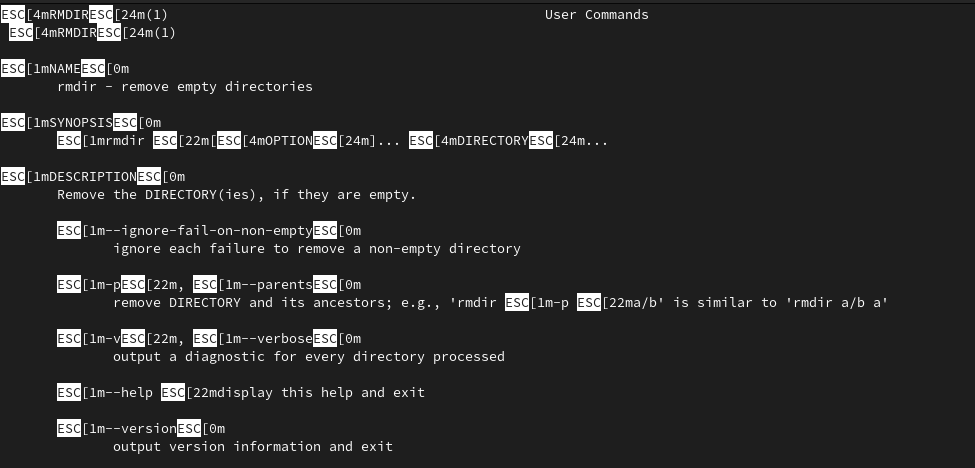 ESC[4mRMDIRESC[24m(1) User Commands
ESC[4mRMDIRESC[24m(1)
ESC[1mNAMEESC[0m
rmdir - remove empty directories
ESC[1mSYNOPSISESC[0m
ESC[1mrmdir ESC[22m[ESC[4mOPTIONESC[24m]... ESC[4mDIRECTORYESC[24m...
ESC[1mDESCRIPTIONESC[0m
Remove the DIRECTORY(ies), if they are empty.
ESC[1m--ignore-fail-on-non-emptyESC[0m
ignore each failure to remove a non-empty directory
ESC[1m-pESC[22m, ESC[1m--parentsESC[0m
remove DIRECTORY and its ancestors; e.g., 'rmdir ESC[1m-p ESC[22ma/b' is similar to 'rmdir a/b a'
ESC[1m-vESC[22m, ESC[1m--verboseESC[0m
output a diagnostic for every directory processed
ESC[1m--help ESC[22mdisplay this help and exit
ESC[1m--versionESC[0m
output version information and exit